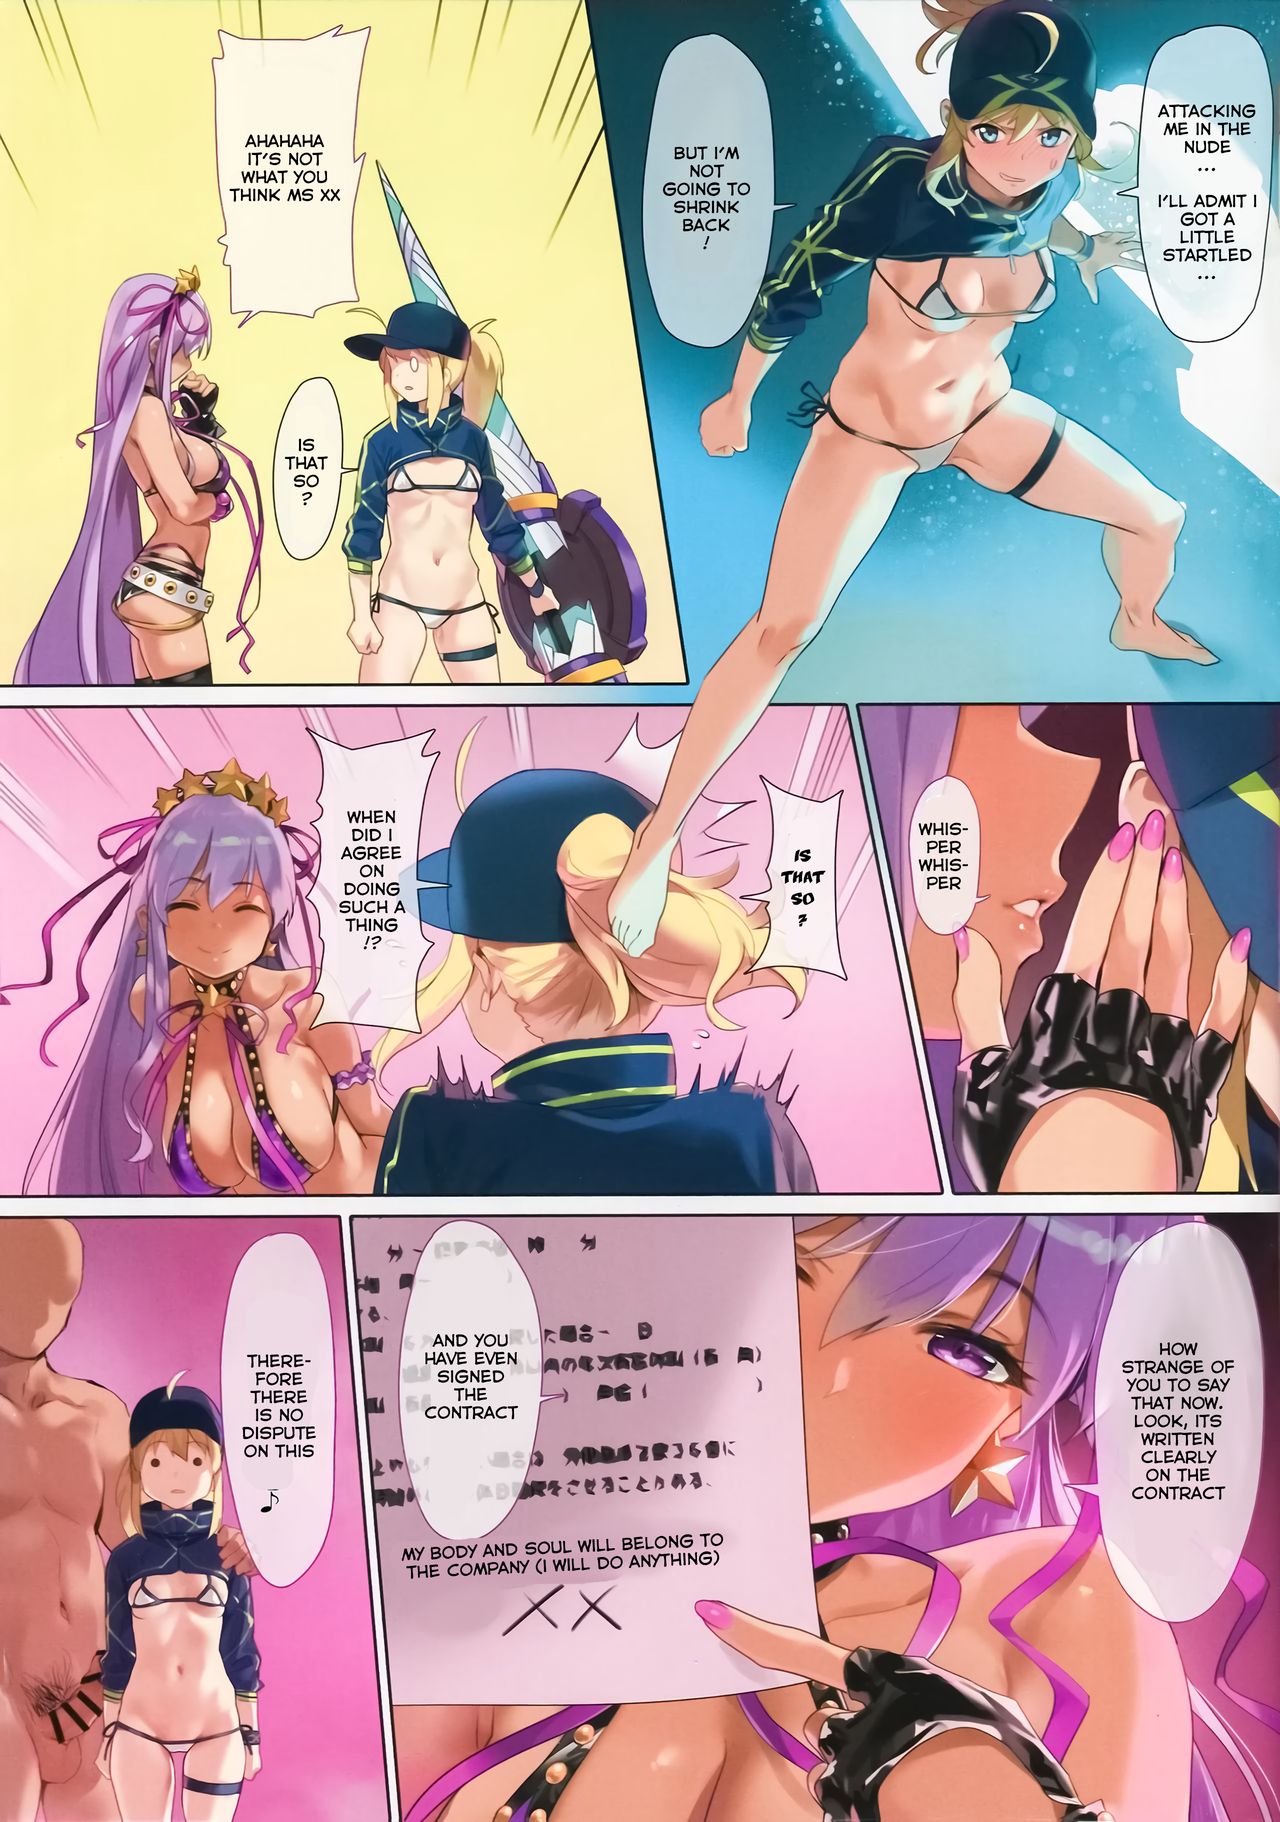 ATTACKING
ME IN THE
NUDE
...
I'LL ADMIT I
GOT A
LITTLE
STARTLED
...
BUT I'M
NOT
GOING TO
SHRINK
BACK
!
AHAHAHA
IT'S NOT
WHAT YOU
THINK MS XX
IS
THAT
SO
?
WHIS-
PER
WHIS-
PER
IS
THAT
SO
?
WHEN
DID I
AGREE
ON
DOING
SUCH A
THING
!?
HOW
STRANGE OF
YOU TO SAY
THAT NOW.
LOOK, ITS
WRITTEN
CLEARLY
ON THE
CONTRACT
AND YOU
HAVE EVEN
SIGNED
THE
CONTRACT
MY BODY AND SOUL WILL BELONG TO
THE COMPANY (I WILL DO ANYTHING)
XX
THERE-
FORE
THERE
IS NO
DISPUTE
ON THIS
♪